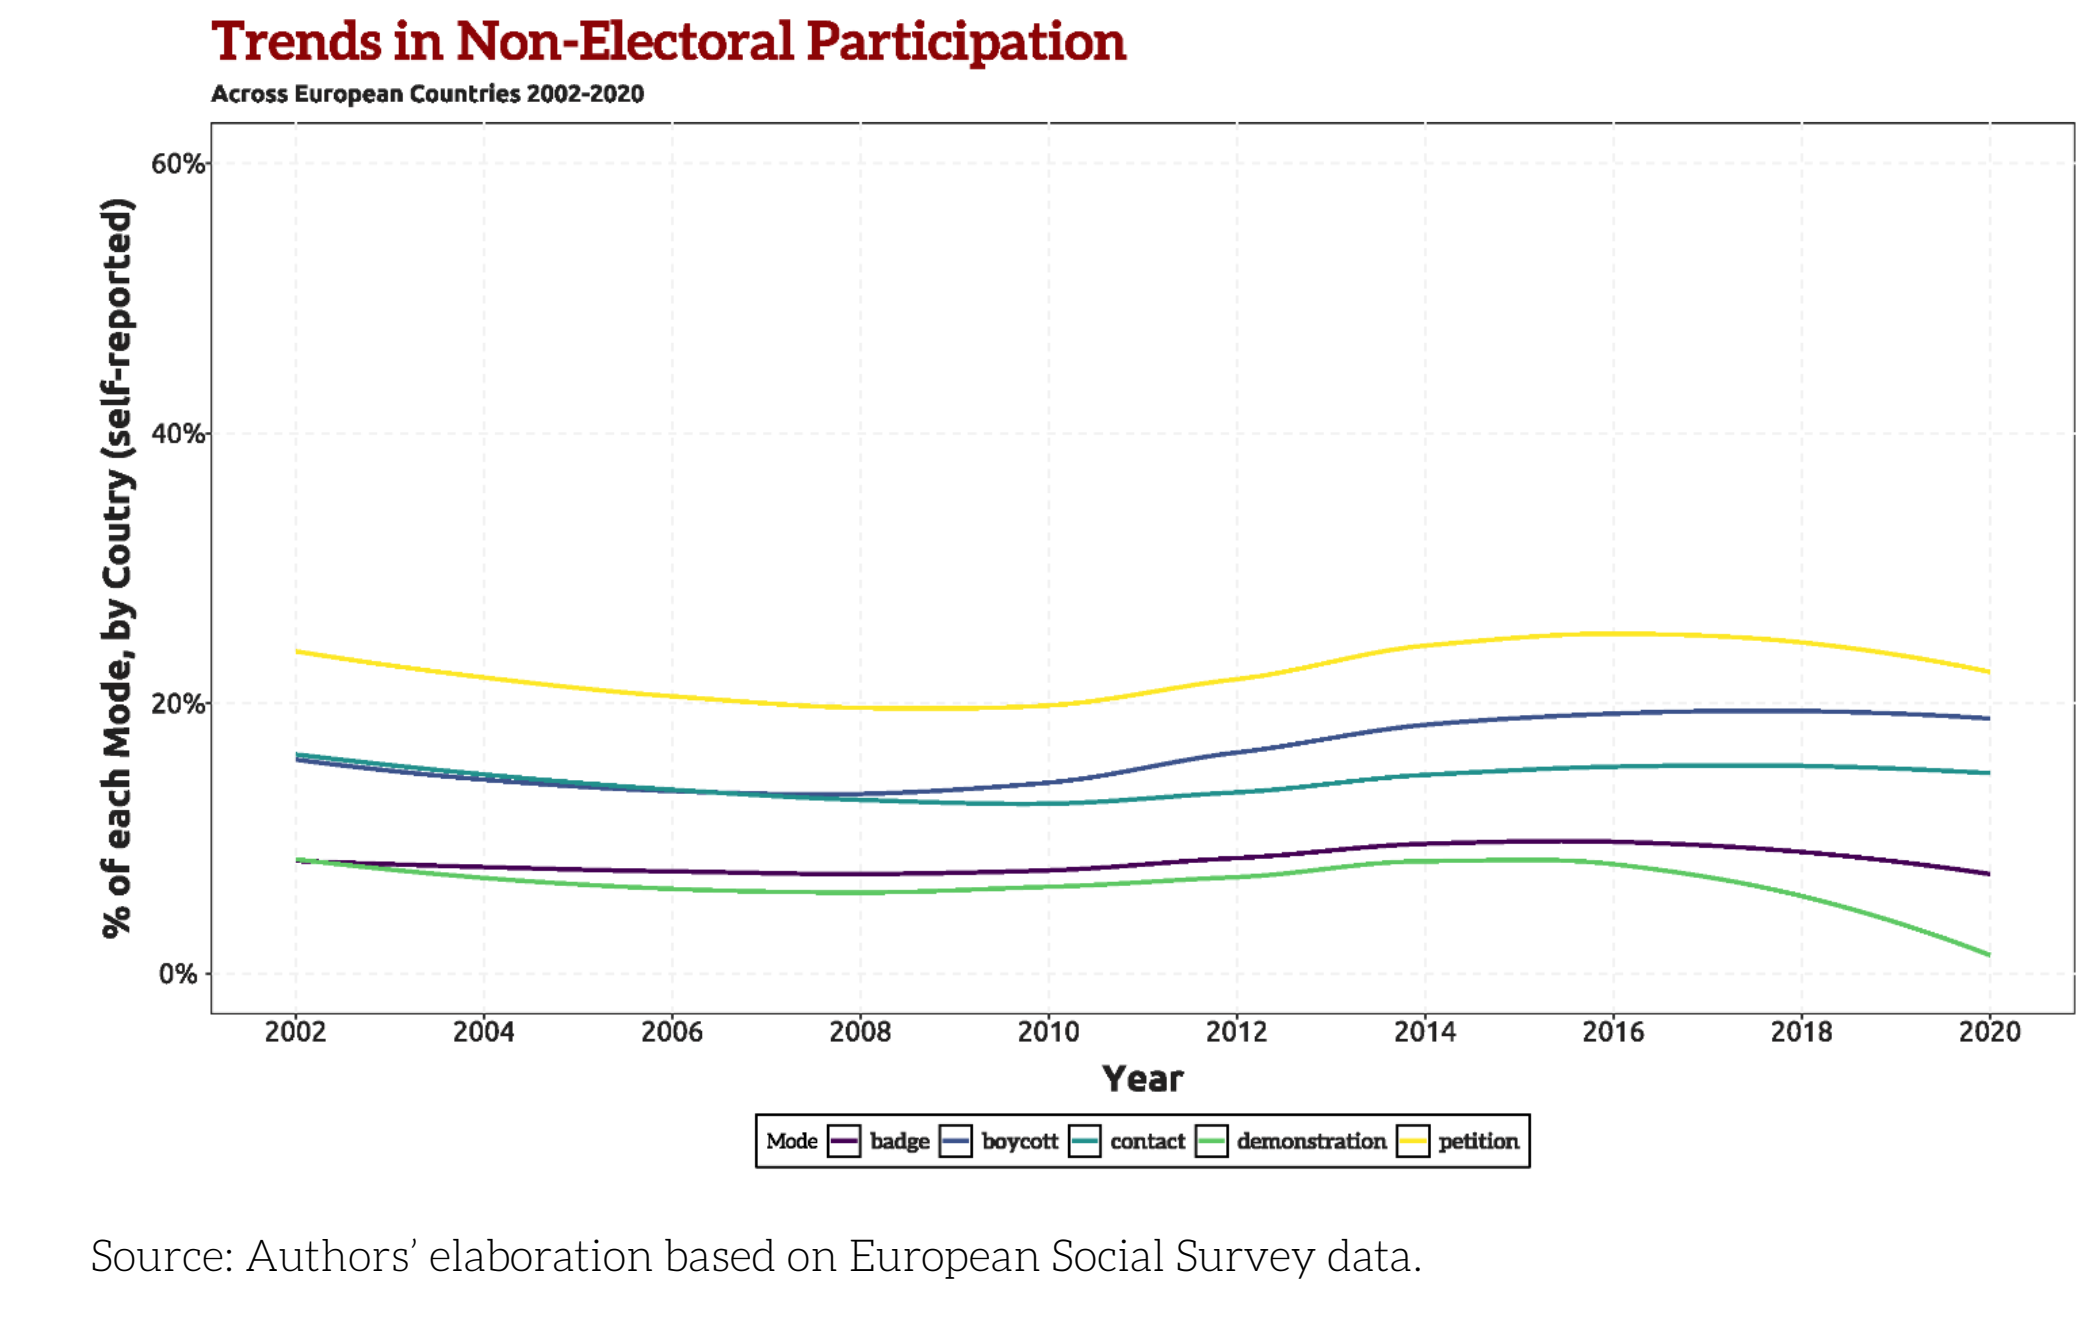 Trends in Non-Electoral Participation
Across European Countries 2002-2020
% of each Mode, by Coutry (self-reported)
60%
40%
20%
0%
2002 2004 2006 2008 2010 2012 2014 2016 2018 2020
Year
Mode badge boycott contact demonstration petition
Source: Authors’ elaboration based on European Social Survey data.